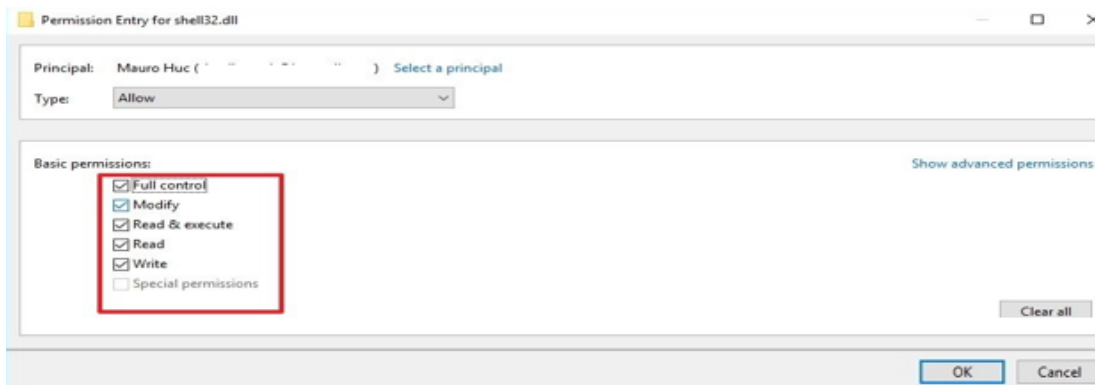 Permission Entry for shell32.dll
Principal: Mauro Huc ( ) Select a principal
Type: Allow
Basic permissions: Show advanced permissions
Full control
Modify
Read & execute
Read
Write
Special permissions
Clear all
OK Cancel